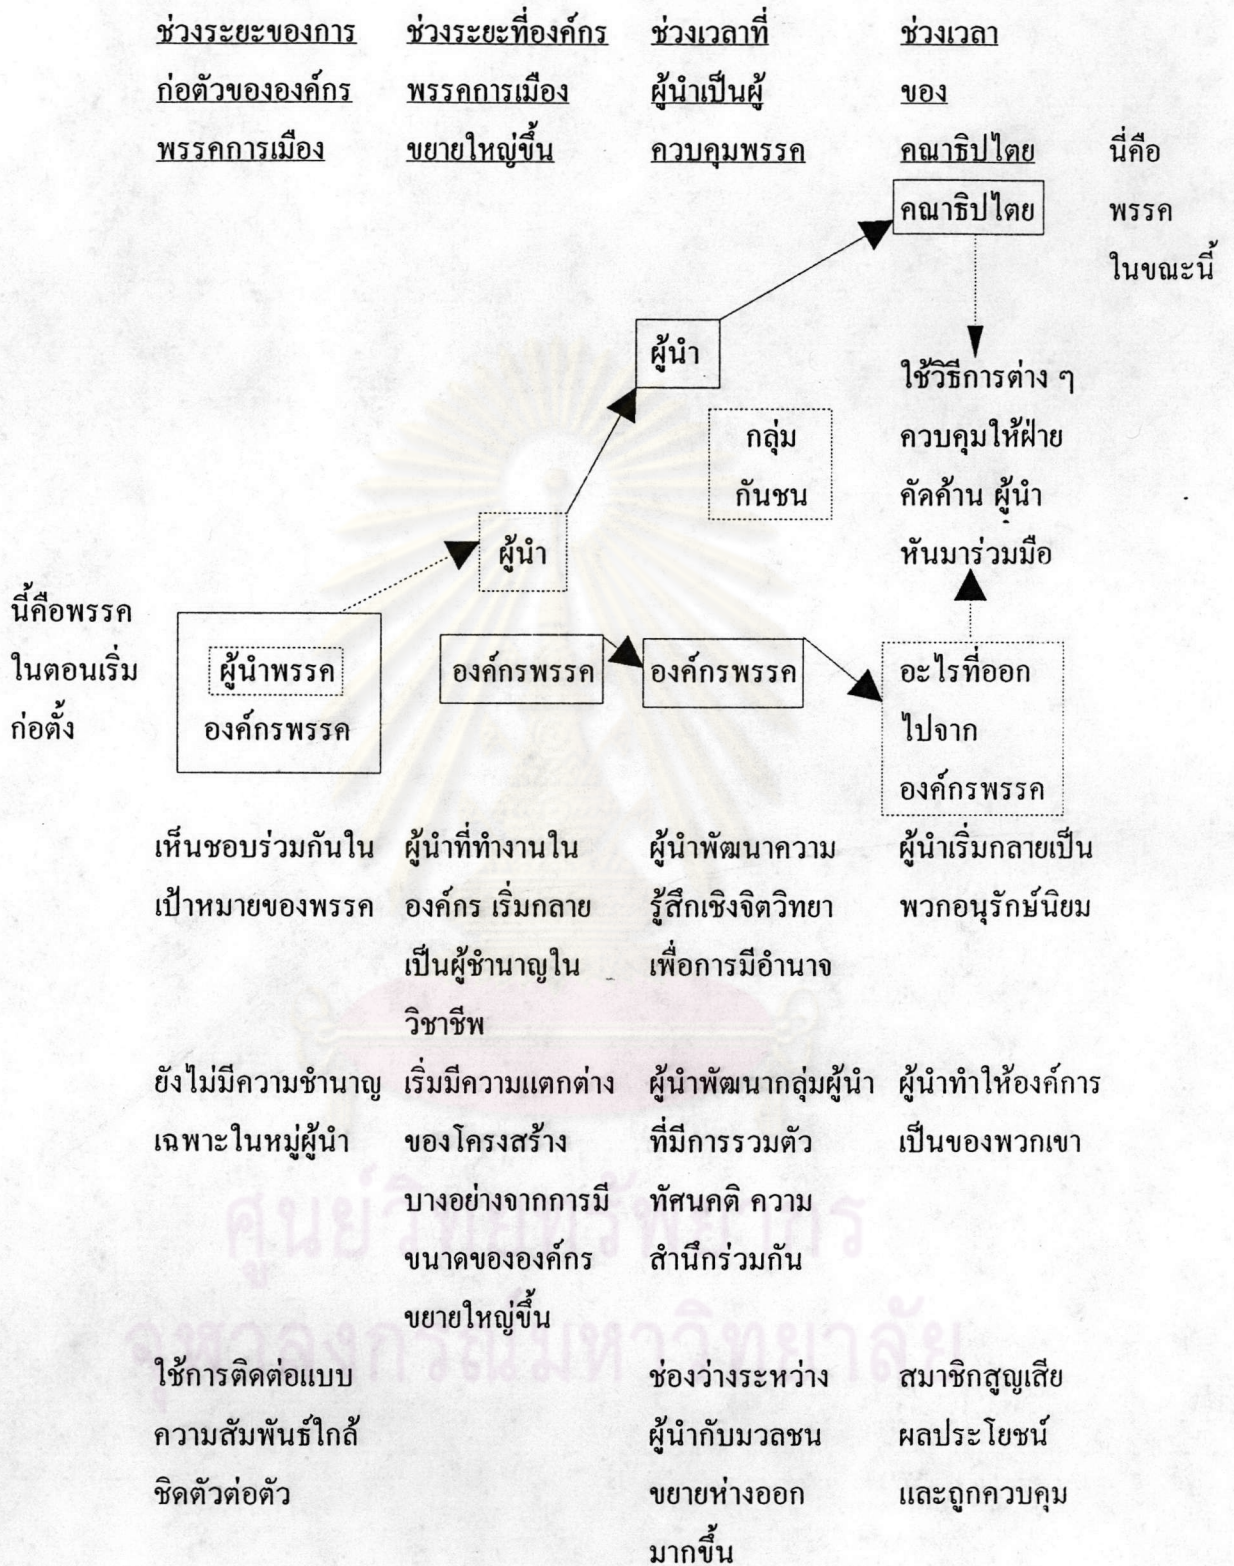 ช่วงระยะของการ
ก่อตัวขององค์กร
พรรคการเมือง
ช่วงระยะที่องค์กร
พรรคการเมือง
ขยายใหญ่ขึ้น
ช่วงเวลาที่
ผู้นำเป็นผู้
ควบคุมพรรค
ช่วงเวลา
ของ
คณาธิปไตย
นี่คือ
พรรค
ในขณะนี้
คณาธิปไตย
ผู้นำ
กลุ่ม
กันชน
ใช้วิธีการต่าง ๆ
ควบคุมให้ฝ่าย
คัดค้าน ผู้นำ
หันมาร่วมมือ
ผู้นำ
นี้คือพรรค
ในตอนเริ่ม
ก่อตั้ง
ผู้นำพรรค
องค์กรพรรค
องค์กรพรรค
องค์กรพรรค
อะไรที่ออก
ไปจาก
องค์กรพรรค
เห็นชอบร่วมกันใน
เป้าหมายของพรรค
ผู้นำที่ทำงานใน
องค์กร เริ่มกลาย
เป็นผู้ชำนาญใน
วิชาชีพ
ผู้นำพัฒนาความ
รู้สึกเชิงจิตวิทยา
เพื่อการมีอำนาจ
ผู้นำเริ่มกลายเป็น
พวกอนุรักษ์นิยม
ยังไม่มีความชำนาญ
เฉพาะในหมู่ผู้นำ
เริ่มมีความแตกต่าง
ของโครงสร้าง
บางอย่างจากการมี
ขนาดขององค์กร
ขยายใหญ่ขึ้น
ผู้นำพัฒนากลุ่มผู้นำ
ที่มีการรวมตัว
ทัศนคติ ความ
สำนึกร่วมกัน
ผู้นำทำให้องค์การ
เป็นของพวกเขา
ใช้การติดต่อแบบ
ความสัมพันธ์ใกล้
ชิดตัวต่อตัว
ช่องว่างระหว่าง
ผู้นำกับมวลชน
ขยายห่างออก
มากขึ้น
สมาชิกสูญเสีย
ผลประโยชน์
และถูกควบคุม
ศูนย์วิทยทรัพยากร
จุฬาลงกรณ์มหาวิทยาลัย